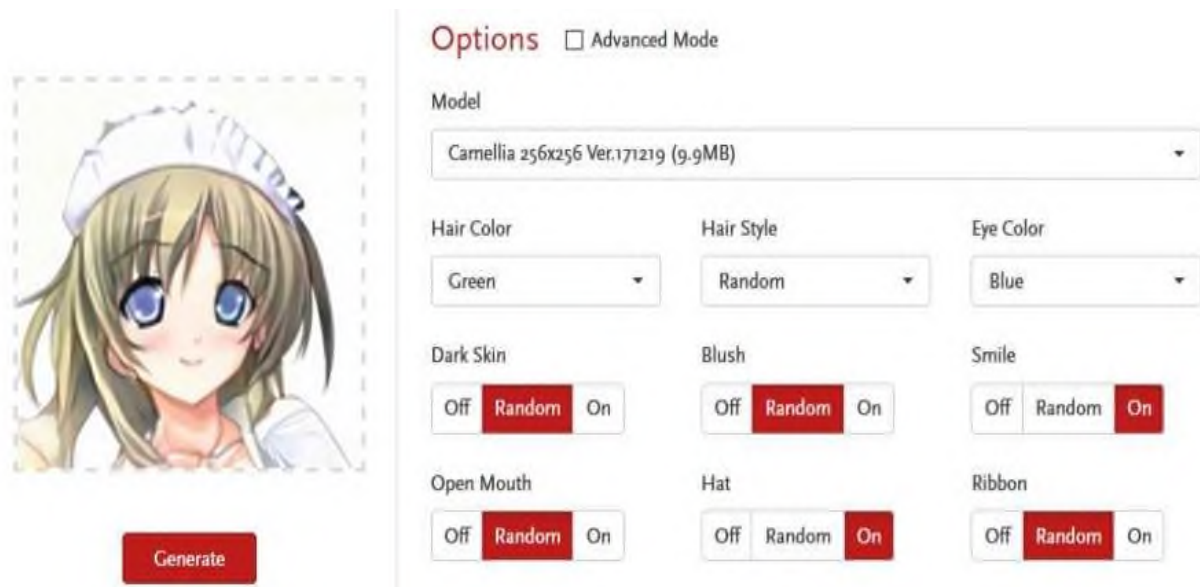 Options Advanced Mode
Model
Camellia 256x256 Ver.171219 (9.9MB)
Hair Color Hair Style Eye Color
Green Random Blue
Dark Skin Blush Smile
Off Random On Off Random On Off Random On
Open Mouth Hat Ribbon
Off Random On Off Random On Off Random On
Generate